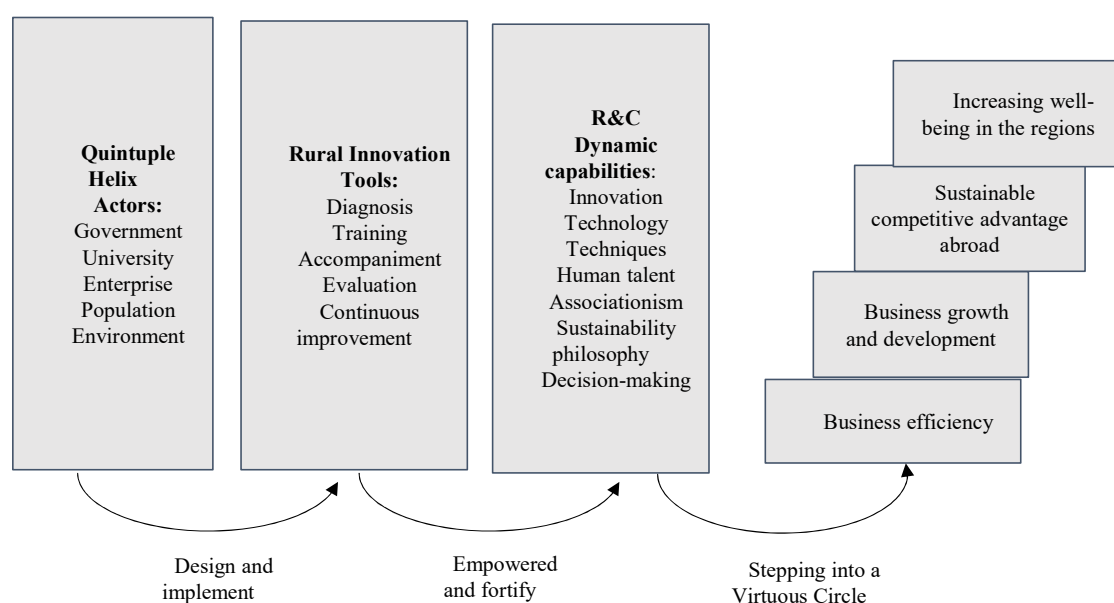 Quintuple
Helix
Actors:
Government
University
Enterprise
Population
Environment
Rural Innovation
Tools:
Diagnosis
Training
Accompaniment
Evaluation
Continuous
improvement
R&C
Dynamic
capabilities:
Innovation
Technology
Techniques
Human talent
Associationism
Sustainability
philosophy
Decision-making
Increasing well-
being in the regions
Sustainable
competitive advantage
abroad
Business growth
and development
Business efficiency
Design and
implement
Empowered
and fortify
Stepping into a
Virtuous Circle